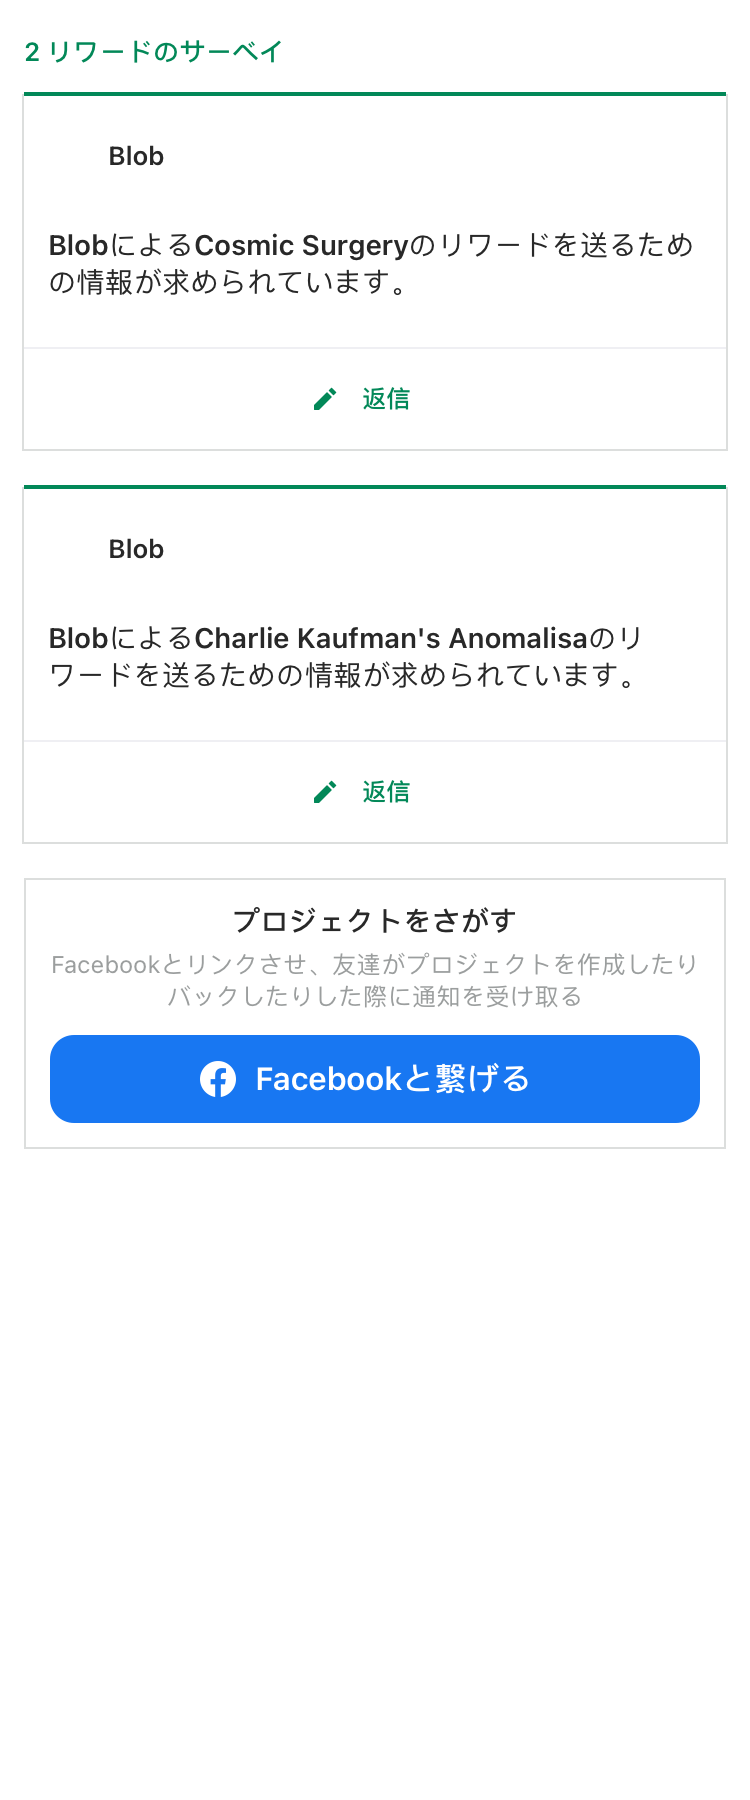 2 リワードのサーベイ
Blob
BlobによるCosmic Surgeryのリワードを送るため
の情報が求められています。
返信
Blob
BlobによるCharlie Kaufman's Anomalisaのリ
ワードを送るための情報が求められています。
返信
プロジェクトをさがす
Facebookとリンクさせ、友達がプロジェクトを作成したり
バックしたりした際に通知を受け取る
Facebookと繋げる